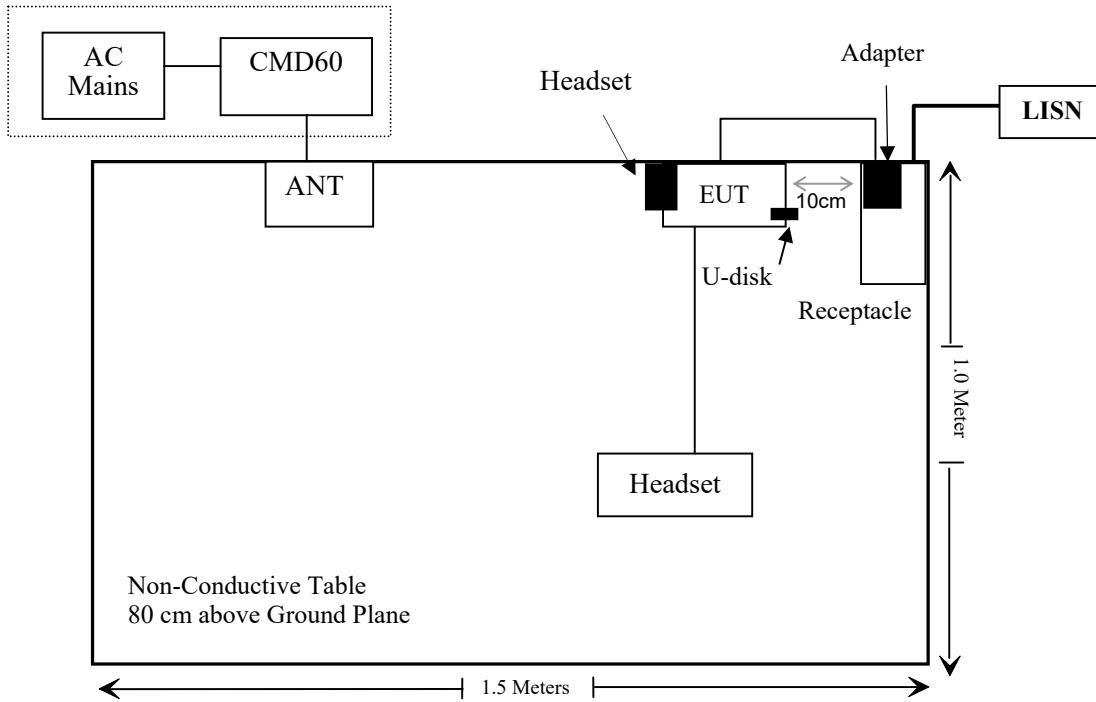 AC
Mains
CMD60
Headset
Adapter
LISN
ANT
EUT
10cm
U-disk
Receptacle
1.0 Meter
Headset
Non-Conductive Table
80 cm above Ground Plane
1.5 Meters